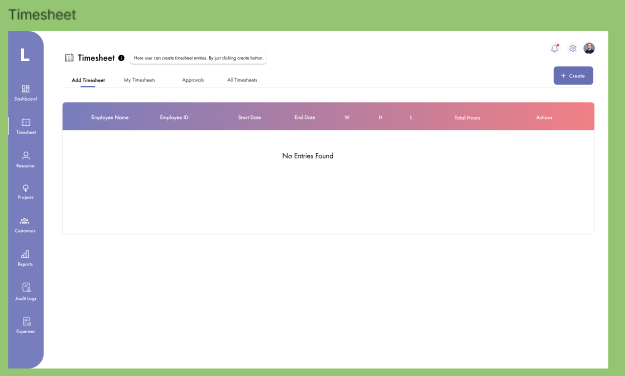 Timesheet
L
Timesheet
Here user can create timesheet entries. By just clicking create button.
Add Timesheet My Timesheets Approvals All Timesheets
+ Create
Dashboard
Timesheet
Resource
Projects
Customers
Reports
Audit Logs
Expenses
Employee Name Employee ID Start Date End Date W H L Total Hours Actions
No Entries Found